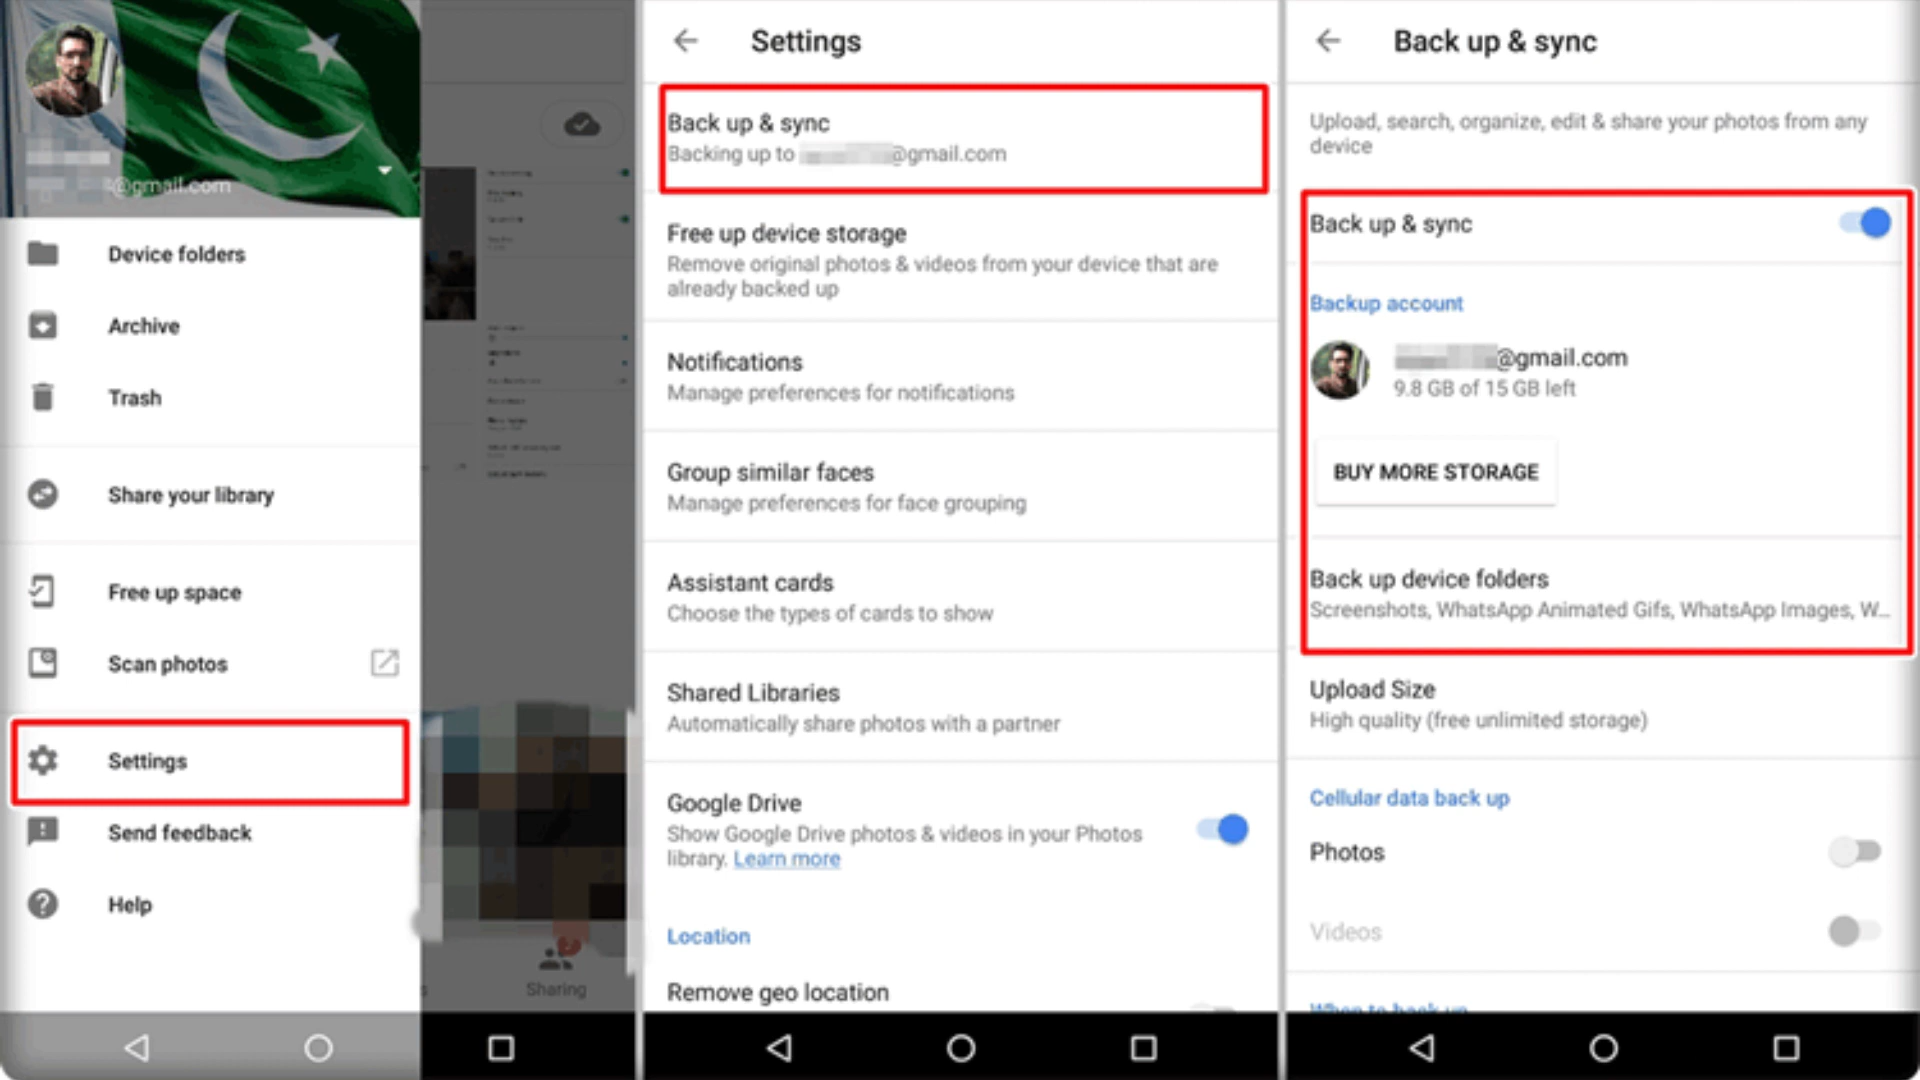 @gmail.com
Device folders
Archive
Trash
Share your library
Free up space
Scan photos
Settings
Send feedback
Help
Sharing
Settings
Back up & sync
Backing up to @gmail.com
Free up device storage
Remove original photos & videos from your device that are
already backed up
Notifications
Manage preferences for notifications
Group similar faces
Manage preferences for face grouping
Assistant cards
Choose the types of cards to show
Shared Libraries
Automatically share photos with a partner
Google Drive
Show Google Drive photos & videos in your Photos
library. Learn more
Location
Remove geo location
Back up & sync
Upload, search, organize, edit & share your photos from any
device
Back up & sync
Backup account
@gmail.com
9.8 GB of 15 GB left
BUY MORE STORAGE
Back up device folders
Screenshots, WhatsApp Animated Gifs, WhatsApp Images, W...
Upload Size
High quality (free unlimited storage)
Cellular data back up
Photos
Videos
When to back up